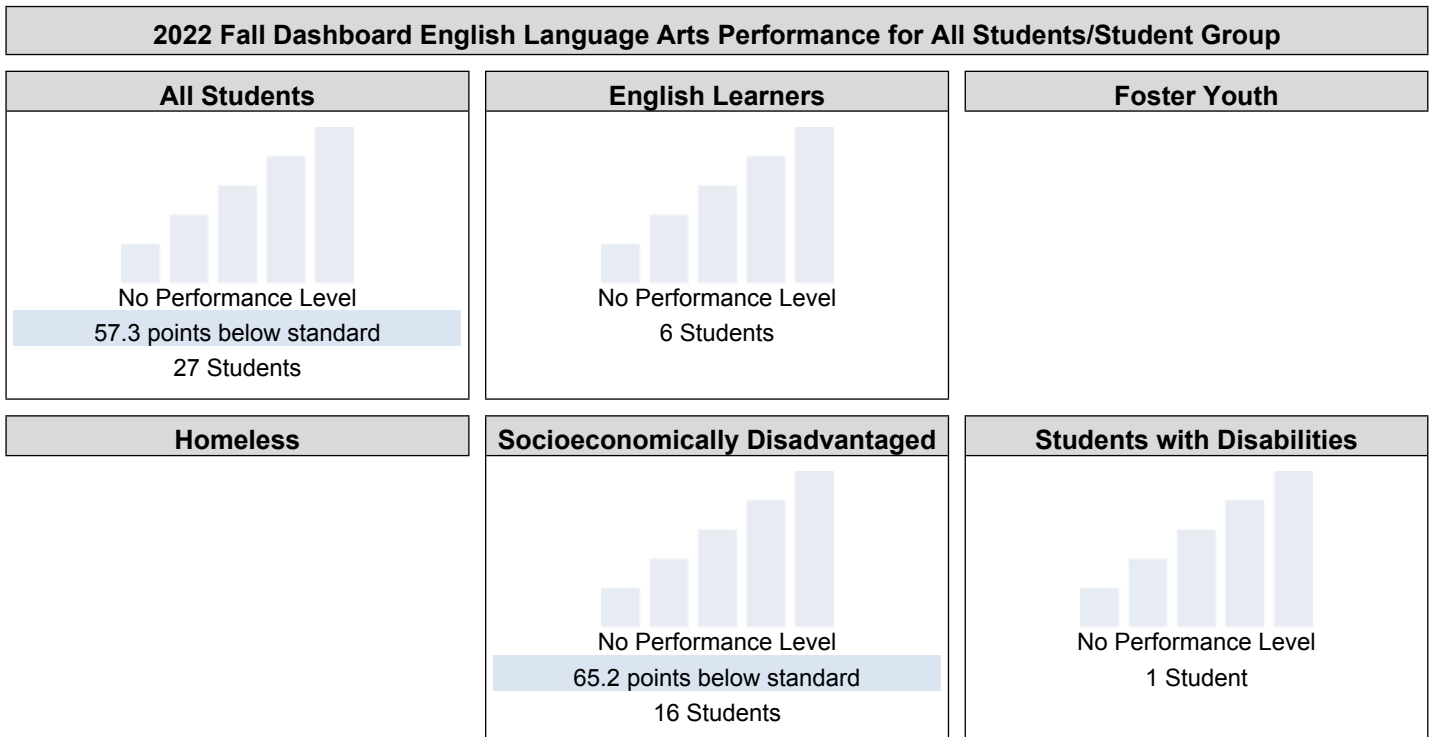 2022 Fall Dashboard English Language Arts Performance for All Students/Student Group
All Students
No Performance Level
57.3 points below standard
27 Students
English Learners
No Performance Level
6 Students
Foster Youth
Homeless
Socioeconomically Disadvantaged
No Performance Level
65.2 points below standard
16 Students
Students with Disabilities
No Performance Level
1 Student